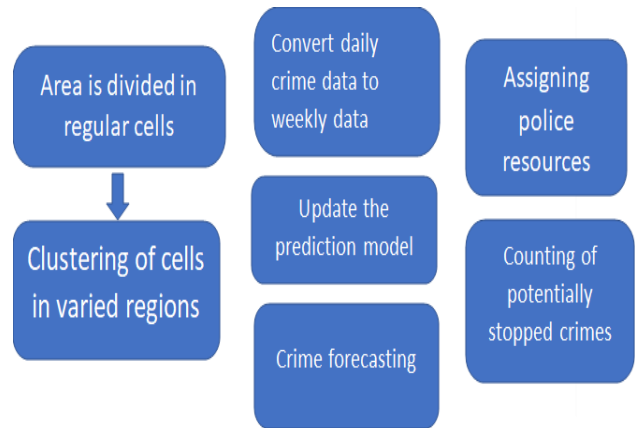 Area is divided in
regular cells
Clustering of cells
in varied regions
Convert daily
crime data to
weekly data
Update the
prediction model
Crime forecasting
Assigning
police
resources
Counting of
potentially
stopped crimes